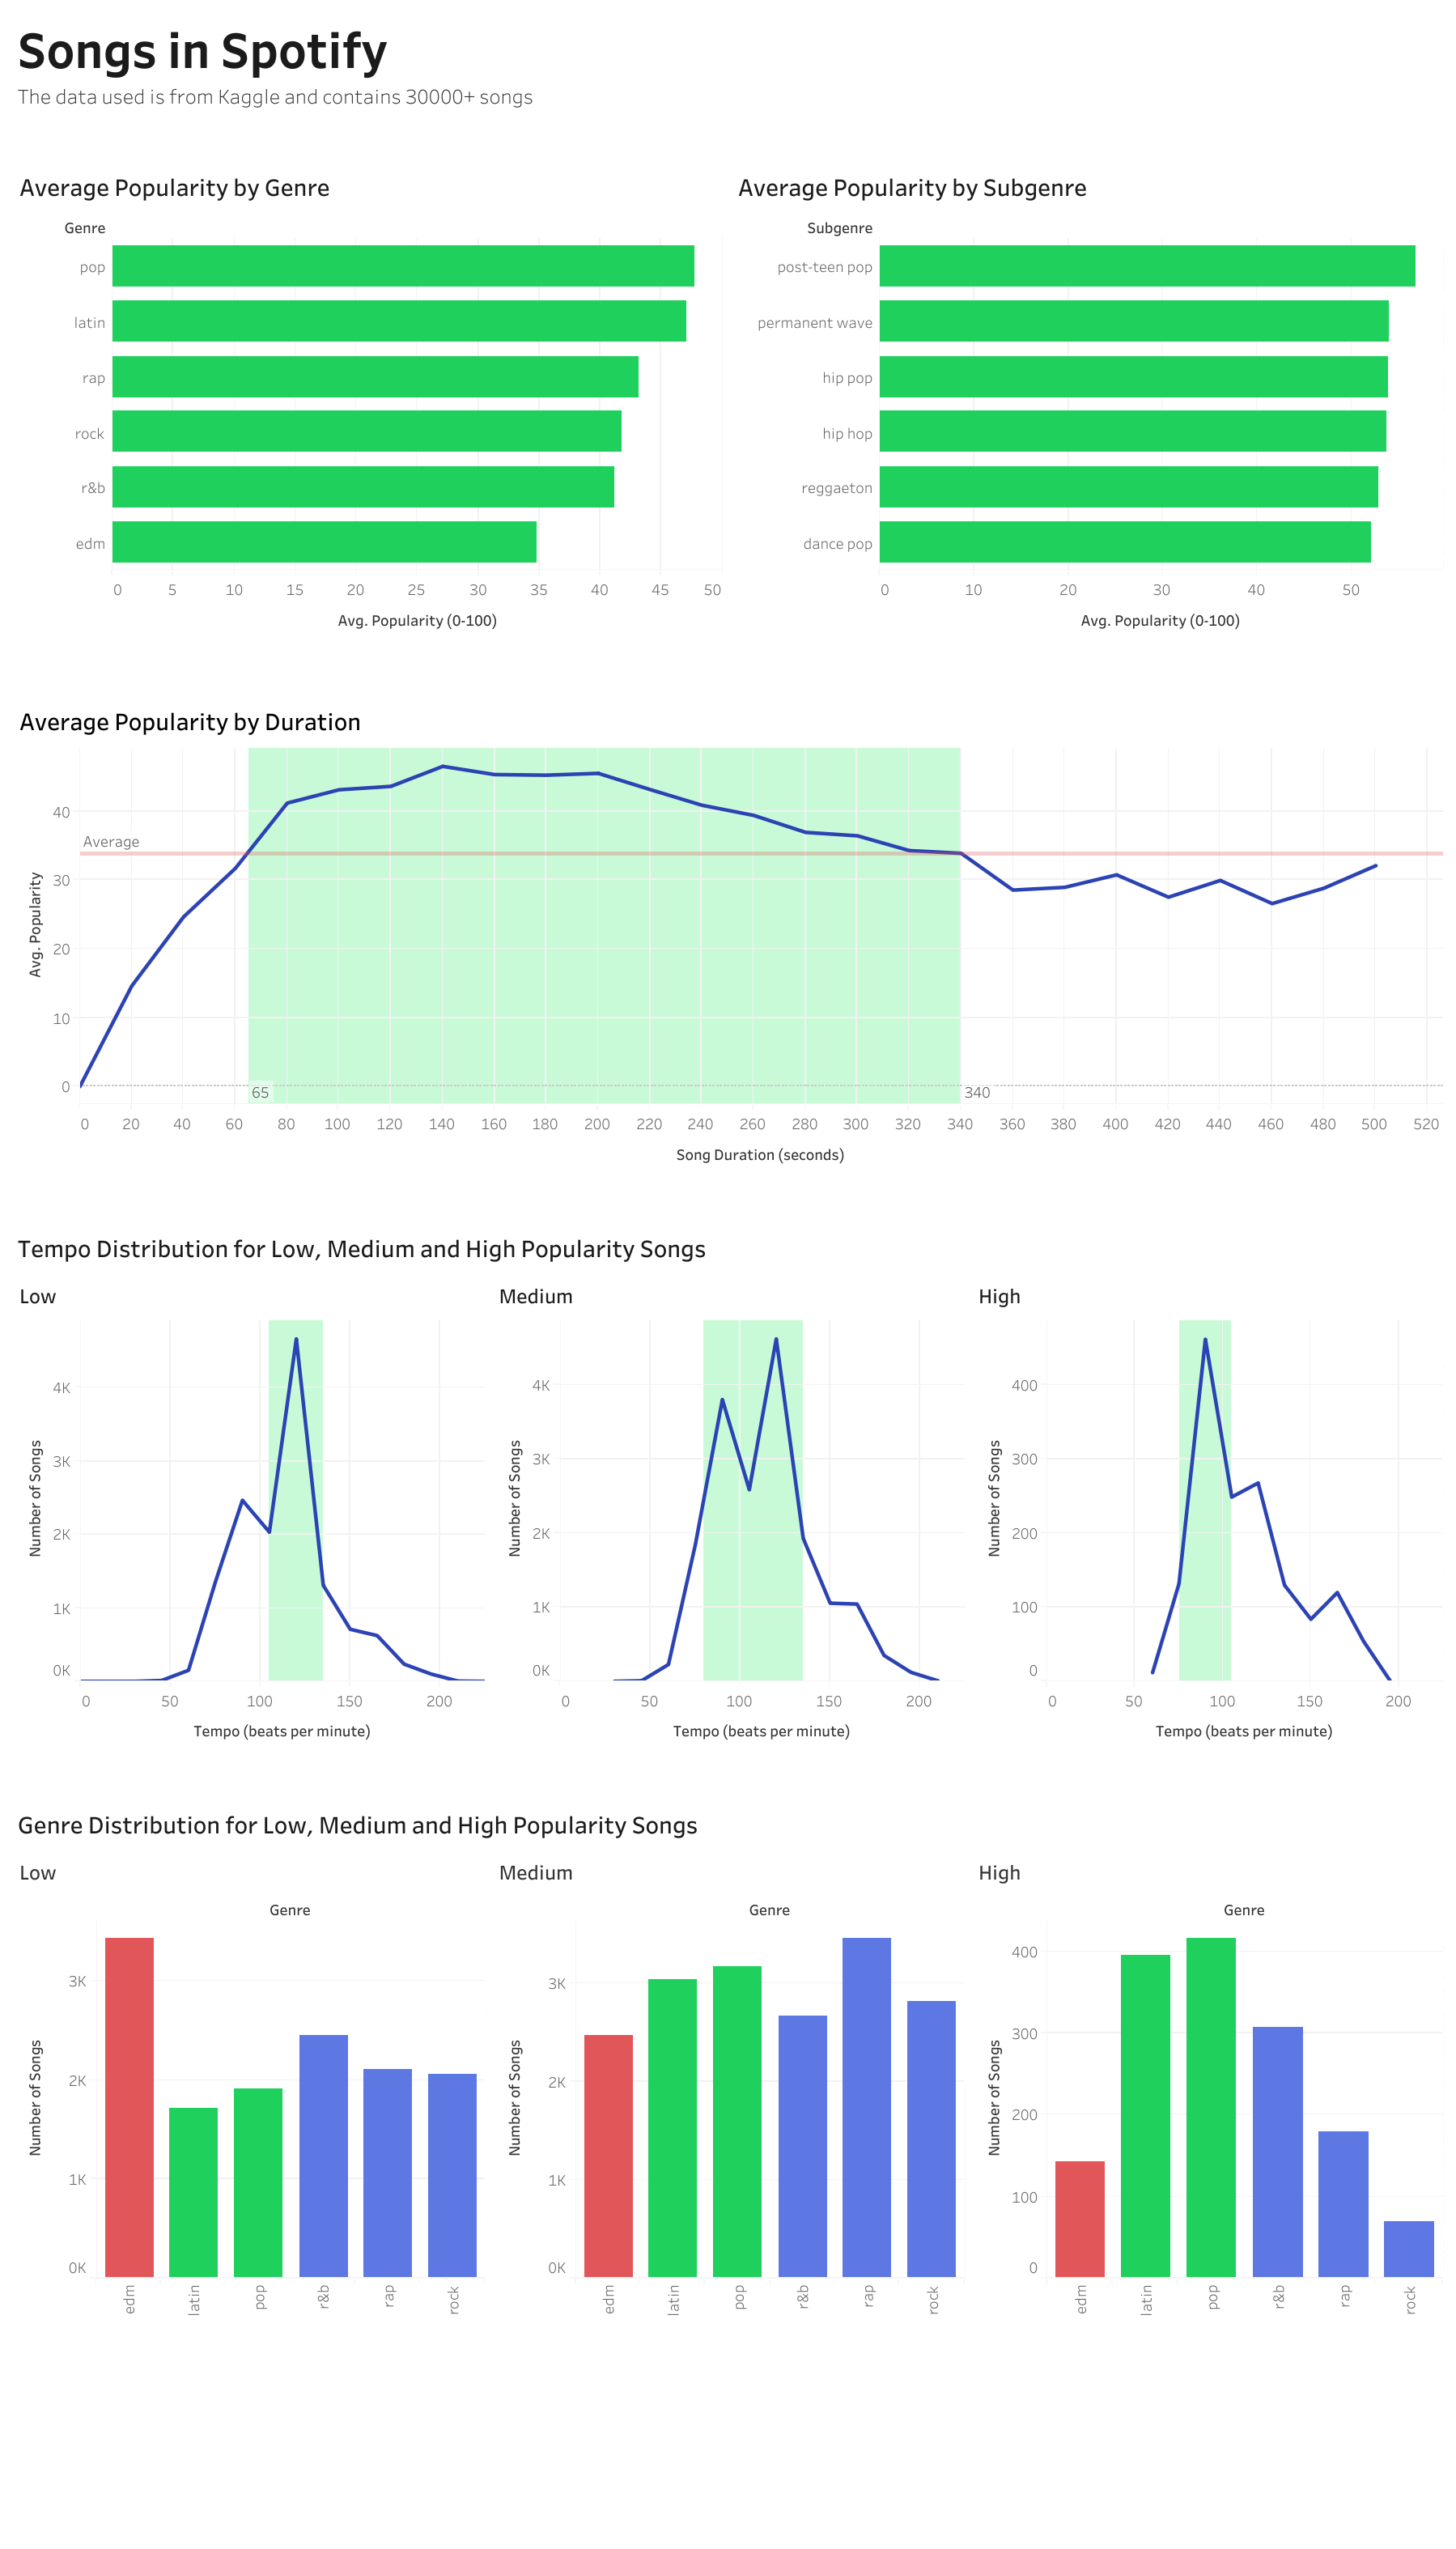 Songs in Spotify
The data used is from Kaggle and contains 30000+ songs
Average Popularity by Genre
Genre
pop
latin
rap
rock
r&b
edm
0 5 10 15 20 25 30 35 40 45 50
Avg. Popularity (0-100)
Average Popularity by Subgenre
Subgenre
post-teen pop
permanent wave
hip pop
hip hop
reggaeton
dance pop
0 10 20 30 40 50
Avg. Popularity (0-100)
Average Popularity by Duration
Avg. Popularity
40
Average
30
20
10
0
65
340
0 20 40 60 80 100 120 140 160 180 200 220 240 260 280 300 320 340 360 380 400 420 440 460 480 500 520
Song Duration (seconds)
Tempo Distribution for Low, Medium and High Popularity Songs
Low
Number of Songs
4K
3K
2K
1K
0K
0 50 100 150 200
Tempo (beats per minute)
Medium
Number of Songs
4K
3K
2K
1K
0K
0 50 100 150 200
Tempo (beats per minute)
High
Number of Songs
400
300
200
100
0
0 50 100 150 200
Tempo (beats per minute)
Genre Distribution for Low, Medium and High Popularity Songs
Low
Genre
Number of Songs
3K
2K
1K
0K
edm latin pop r&b rap rock
Medium
Genre
Number of Songs
3K
2K
1K
0K
edm latin pop r&b rap rock
High
Genre
Number of Songs
400
300
200
100
0
edm latin pop r&b rap rock